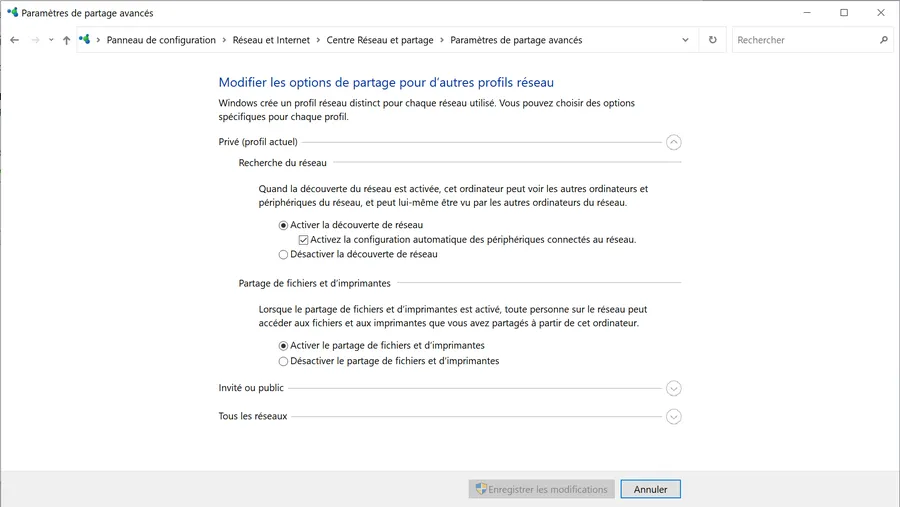 Paramètres de partage avancés
Panneau de configuration > Réseau et Internet > Centre Réseau et partage > Paramètres de partage avancés
Rechercher
Modifier les options de partage pour d’autres profils réseau
Windows crée un profil réseau distinct pour chaque réseau utilisé. Vous pouvez choisir des options
spécifiques pour chaque profil.
Privé (profil actuel)
Recherche du réseau
Quand la découverte du réseau est activée, cet ordinateur peut voir les autres ordinateurs et
périphériques du réseau, et peut lui-même être vu par les autres ordinateurs du réseau.
Activer la découverte de réseau
Activez la configuration automatique des périphériques connectés au réseau.
Désactiver la découverte de réseau
Partage de fichiers et d’imprimantes
Lorsque le partage de fichiers et d’imprimantes est activé, toute personne sur le réseau peut
accéder aux fichiers et aux imprimantes que vous avez partagés à partir de cet ordinateur.
Activer le partage de fichiers et d’imprimantes
Désactiver le partage de fichiers et d’imprimantes
Invité ou public
Tous les réseaux
Enregistrer les modifications
Annuler